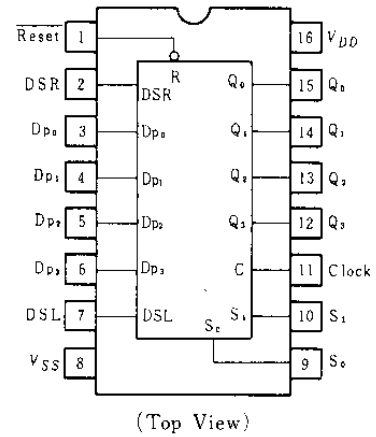 Reset 1 16 V_DD
R
DSR 2 DSR Q₀ 15 Q₀
Dp₀ 3 Dp₀ Q₁ 14 Q₁
Dp₁ 4 Dp₁ Q₂ 13 Q₂
Dp₂ 5 Dp₂ Q₃ 12 Q₃
Dp₃ 6 Dp₃ C 11 Clock
DSL 7 DSL S₁ 10 S₁
S₀
V_SS 8 9 S₀
(Top View)